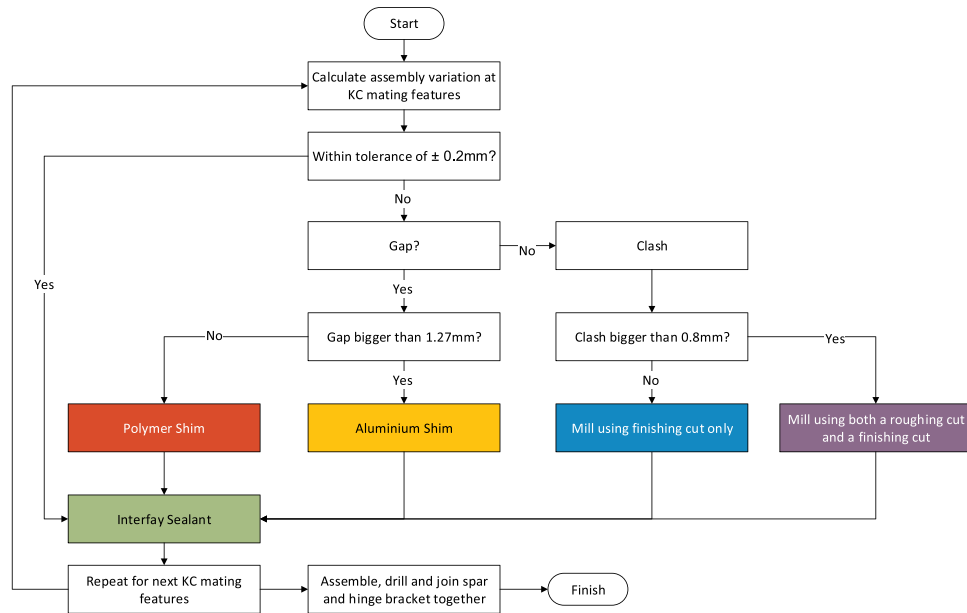 Start
Calculate assembly variation at
KC mating features
Within tolerance of ± 0.2mm?
No
Gap?
No
Clash
Yes
Yes
Gap bigger than 1.27mm?
Clash bigger than 0.8mm?
No
Yes
Yes
No
Polymer Shim
Aluminium Shim
Mill using finishing cut only
Mill using both a roughing cut
and a finishing cut
Interfay Sealant
Repeat for next KC mating
features
Assemble, drill and join spar
and hinge bracket together
Finish